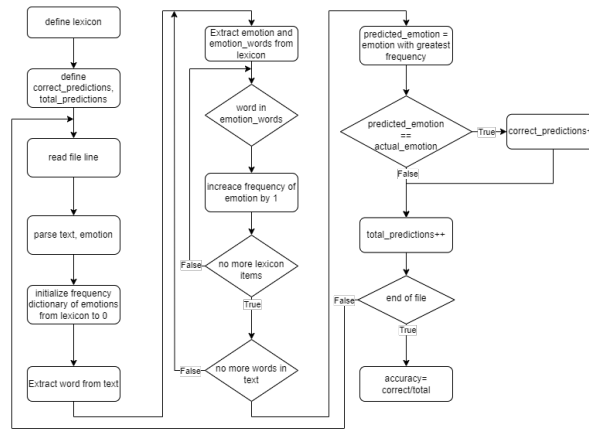 define lexicon
define
correct_predictions,
total_predictions
read file line
parse text, emotion
initialize frequency
dictionary of emotions
from lexicon to 0
Extract word from text
Extract emotion and
emotion_words from
lexicon
word in
emotion_words
increace frequency of
emotion by 1
no more lexicon
items
False
True
no more words in
text
False
predicted_emotion =
emotion with greatest
frequency
predicted_emotion
==
actual_emotion
True
correct_predictions+
False
total_predictions++
end of file
False
True
accuracy=
correct/total